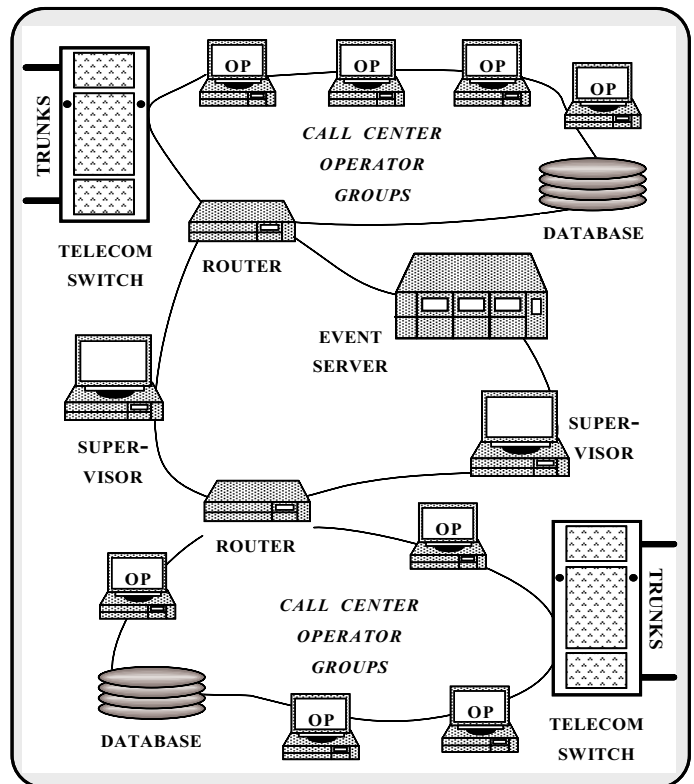 OP
OP
OP
OP
TRUNKS
CALL CENTER
OPERATOR
GROUPS
DATABASE
TELECOM
SWITCH
ROUTER
EVENT
SERVER
SUPER-
VISOR
SUPER-
VISOR
ROUTER
OP
OP
TRUNKS
CALL CENTER
OPERATOR
GROUPS
DATABASE
OP
OP
TELECOM
SWITCH